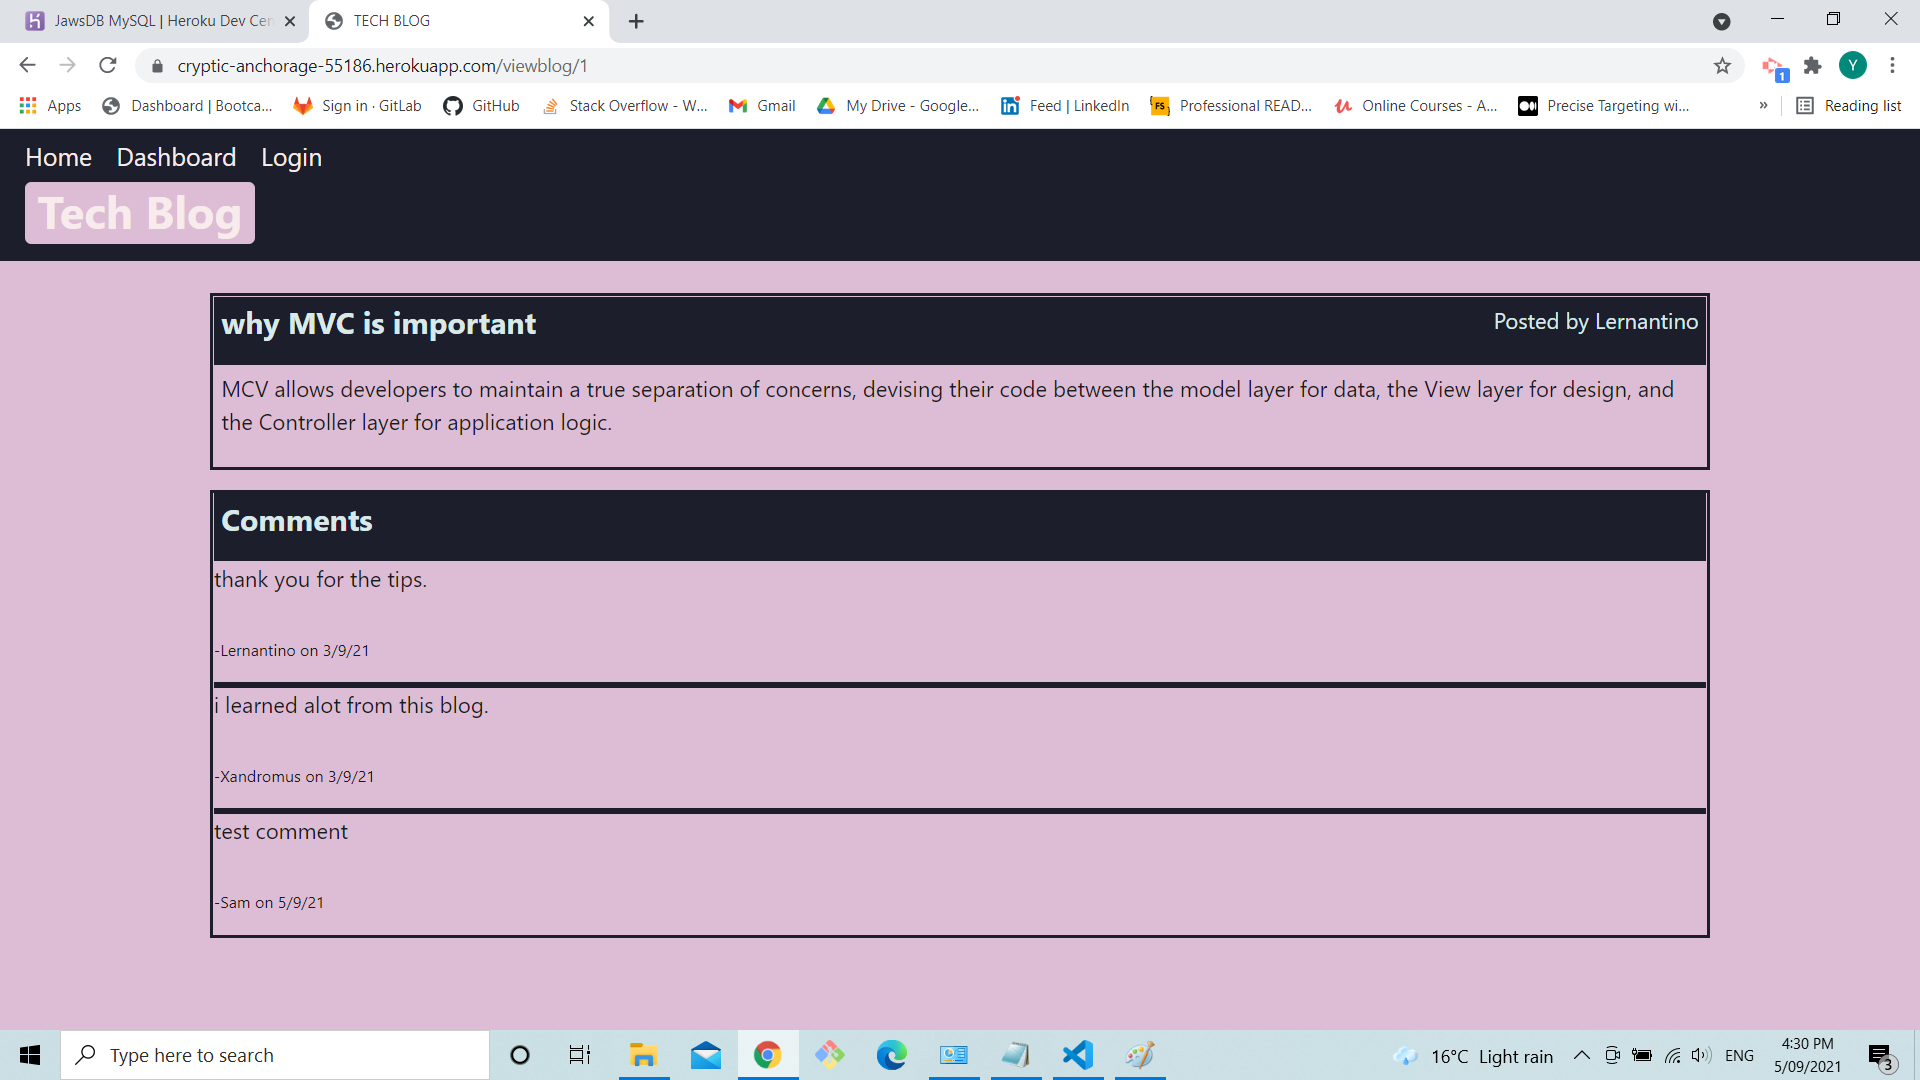 JawsDB MySQL | Heroku Dev Cen
TECH BLOG
cryptic-anchorage-55186.herokuapp.com/viewblog/1
Y
1
Apps
Dashboard | Bootca...
Sign in · GitLab
GitHub
Stack Overflow - W...
Gmail
My Drive - Google...
Feed | LinkedIn
FS
Professional READ...
Online Courses - A...
Precise Targeting wi...
»
Reading list
Home Dashboard Login
Tech Blog
why MVC is important
Posted by Lernantino
MCV allows developers to maintain a true separation of concerns, devising their code between the model layer for data, the View layer for design, and
the Controller layer for application logic.
Comments
thank you for the tips.
-Lernantino on 3/9/21
i learned alot from this blog.
-Xandromus on 3/9/21
test comment
-Sam on 5/9/21
Type here to search
16°C Light rain
ENG
4:30 PM
5/09/2021
3